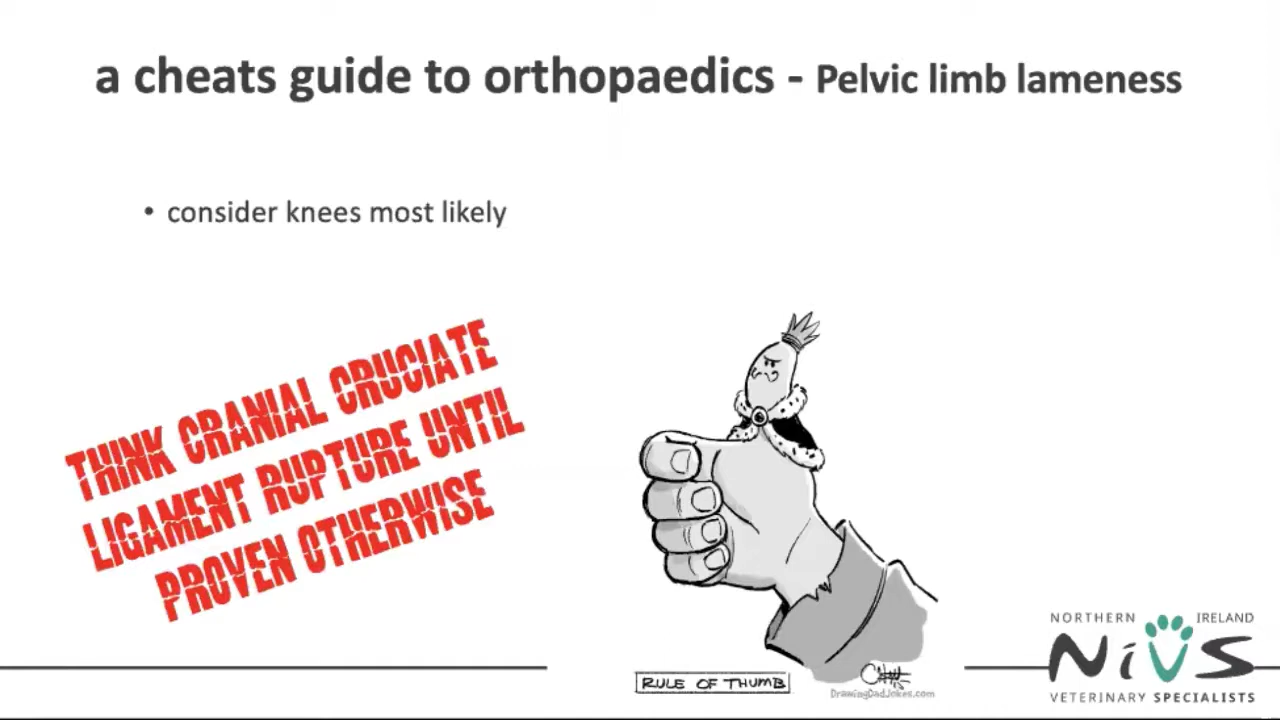 a cheats guide to orthopaedics - Pelvic limb lameness
• consider knees most likely
THINK CRANIAL CRUCIATE
LIGAMENT RUPTURE UNTIL
PROVEN OTHERWISE
RULE OF THUMB
DrawingDadJokes.com
NORTHERN IRELAND
NiVS
VETERINARY SPECIALISTS